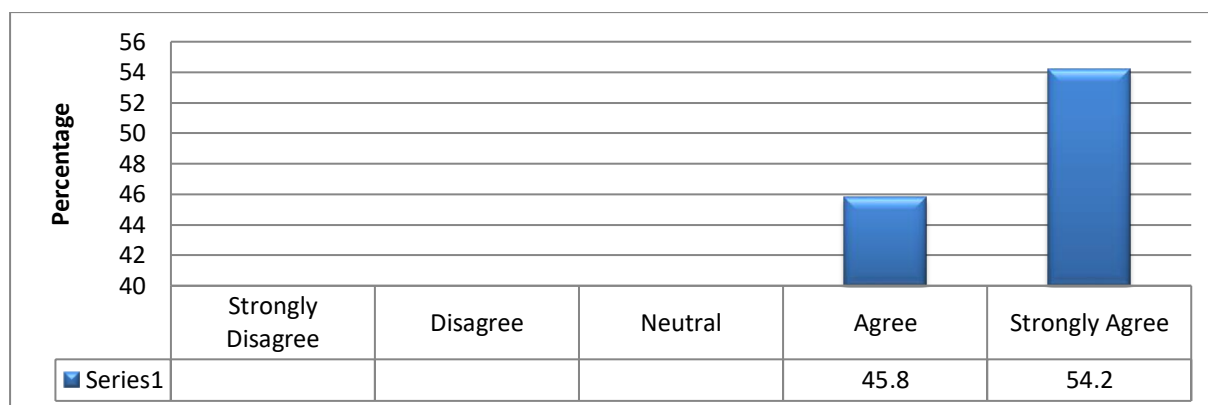 Percentage
56
54
52
50
48
46
44
42
40
Strongly
Disagree
Disagree
Neutral
Agree
Strongly Agree
Series1
45.8
54.2